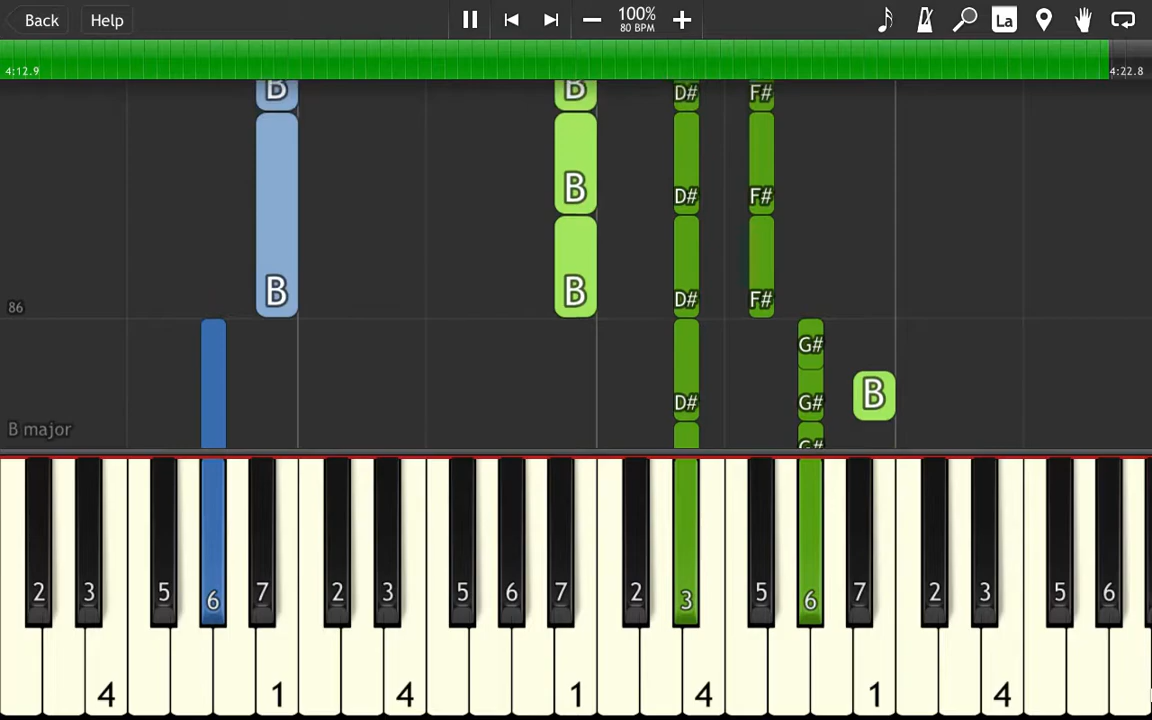 Back Help 100% La
80 BPM
4:12.9 4:22.8
B B D# F#
B D# F#
B B D# F#
86
G#
D# G# B
B major
G#
2 3 5 6 7 2 3 5 6 7 2 3 5 6 7 2 3 5 6
4 1 4 1 4 1 4